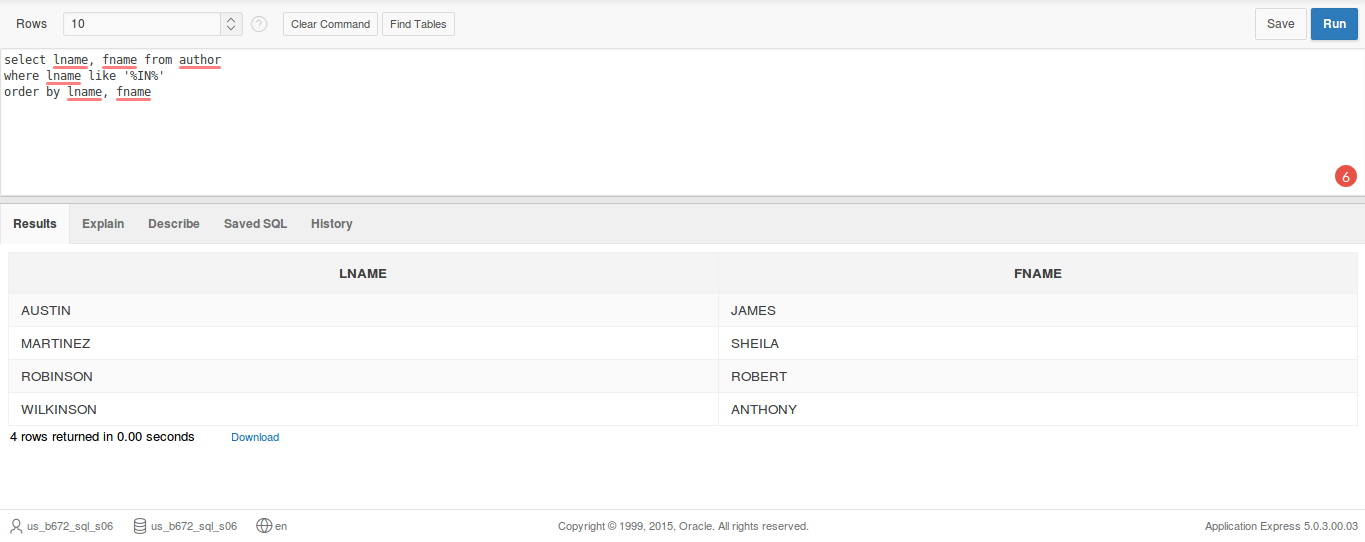 Rows 10 ? Clear Command Find Tables Save Run
select lname, fname from author
where lname like '%IN%'
order by lname, fname
6
Results Explain Describe Saved SQL History
LNAME FNAME
AUSTIN JAMES
MARTINEZ SHEILA
ROBINSON ROBERT
WILKINSON ANTHONY
4 rows returned in 0.00 seconds Download
us_b672_sql_s06 us_b672_sql_s06 en Copyright © 1999, 2015, Oracle. All rights reserved. Application Express 5.0.3.00.03